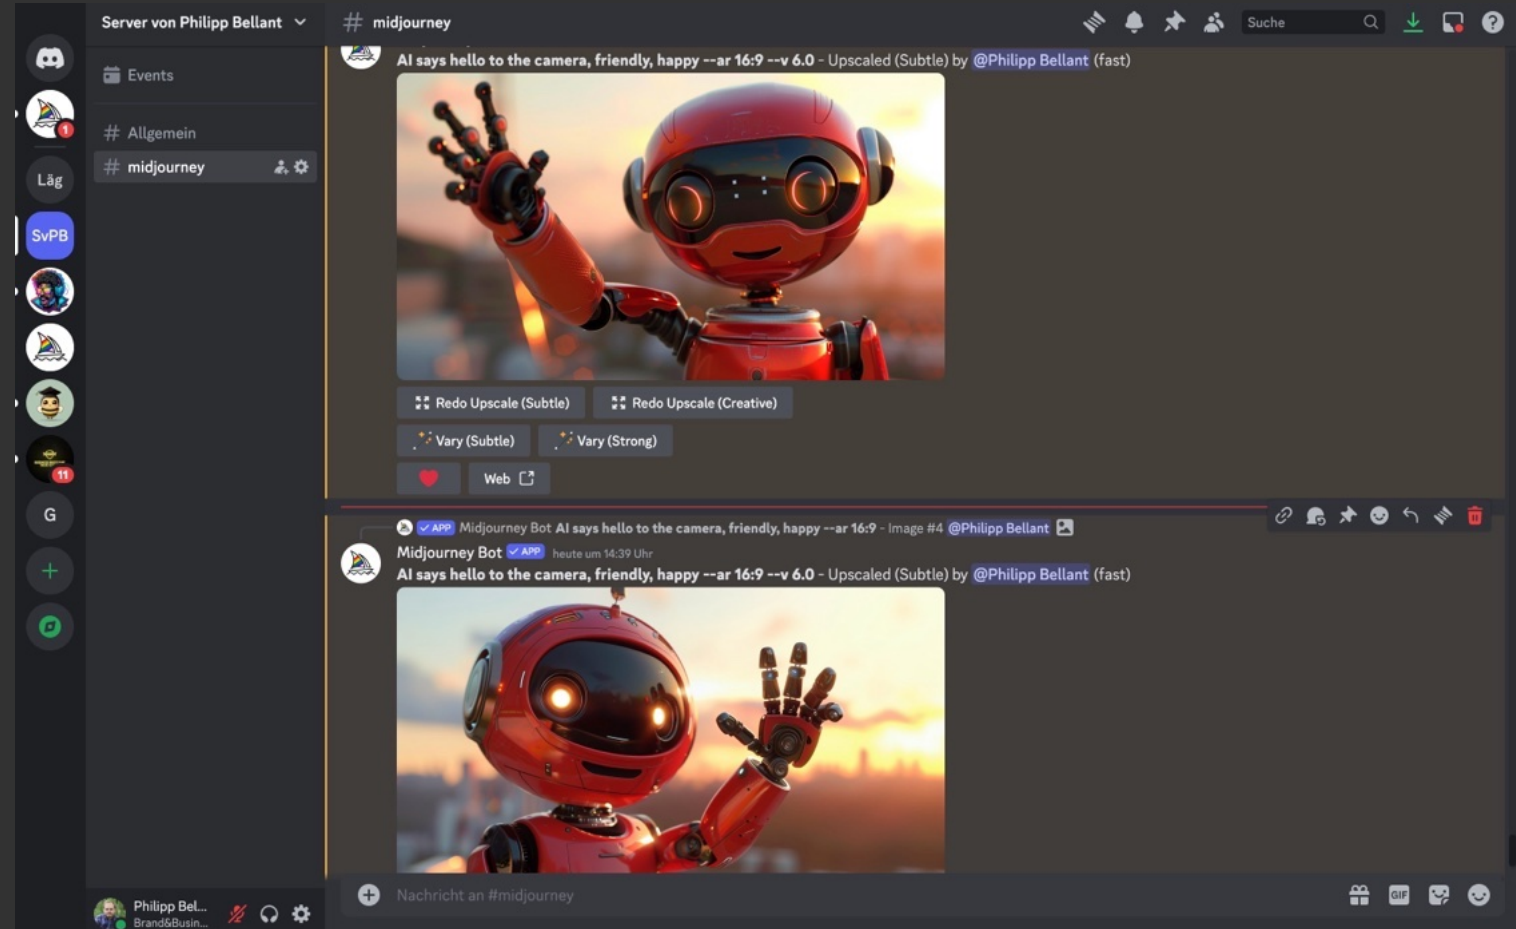 Server von Philipp Bellant
midjourney
Suche
Events
Allgemein
midjourney
1
Läg
SvPB
11
G
AI says hello to the camera, friendly, happy --ar 16:9 --v 6.0 - Upscaled (Subtle) by @Philipp Bellant (fast)
Redo Upscale (Subtle) Redo Upscale (Creative)
Vary (Subtle) Vary (Strong)
Web
APP Midjourney Bot AI says hello to the camera, friendly, happy --ar 16:9 - Image #4 @Philipp Bellant
Midjourney Bot APP heute um 14:39 Uhr
AI says hello to the camera, friendly, happy --ar 16:9 --v 6.0 - Upscaled (Subtle) by @Philipp Bellant (fast)
Nachricht an #midjourney
GIF
Philipp Bel...
Brand&Busin...